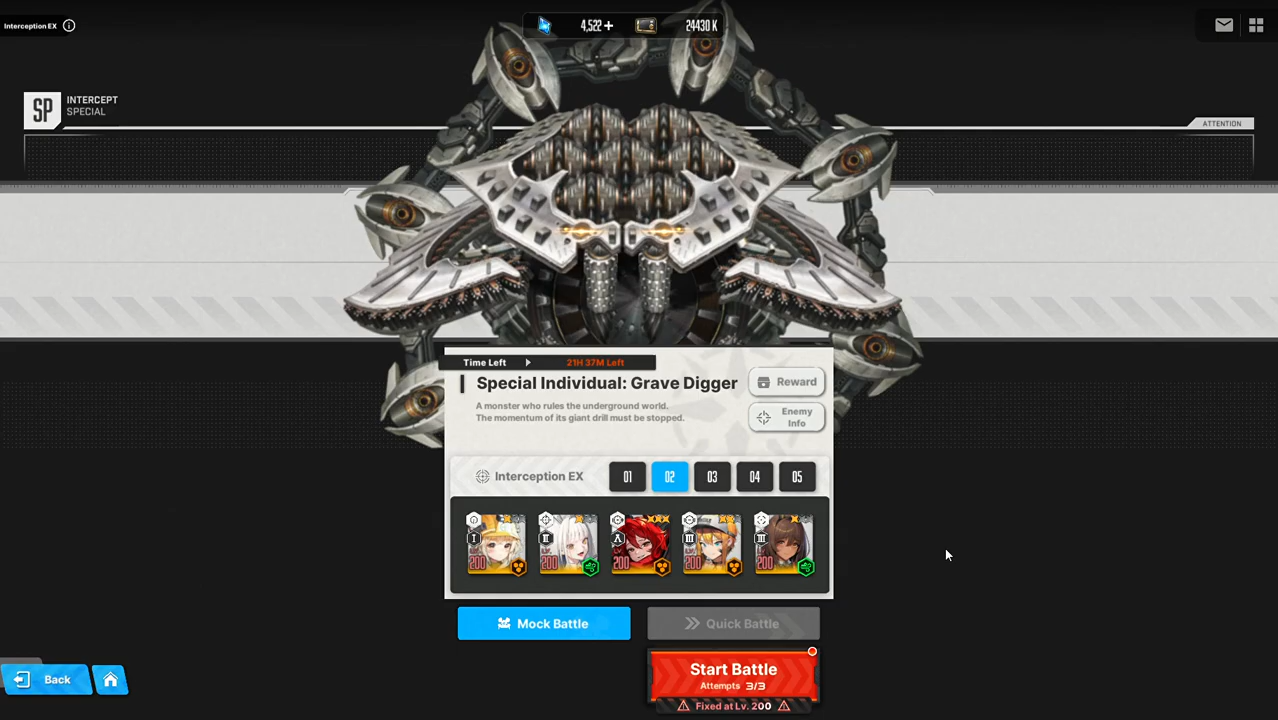 Interception EX
4,522 +
24430 K
SP
INTERCEPT
SPECIAL
ATTENTION
Time Left
21H 37M Left
Special Individual: Grave Digger
Reward
A monster who rules the underground world.
The momentum of its giant drill must be stopped.
Enemy
Info
Interception EX
01
02
03
04
05
I
II
A
III
III
200
200
200
200
200
Mock Battle
Quick Battle
Start Battle
Attempts 3/3
Fixed at Lv. 200
Back